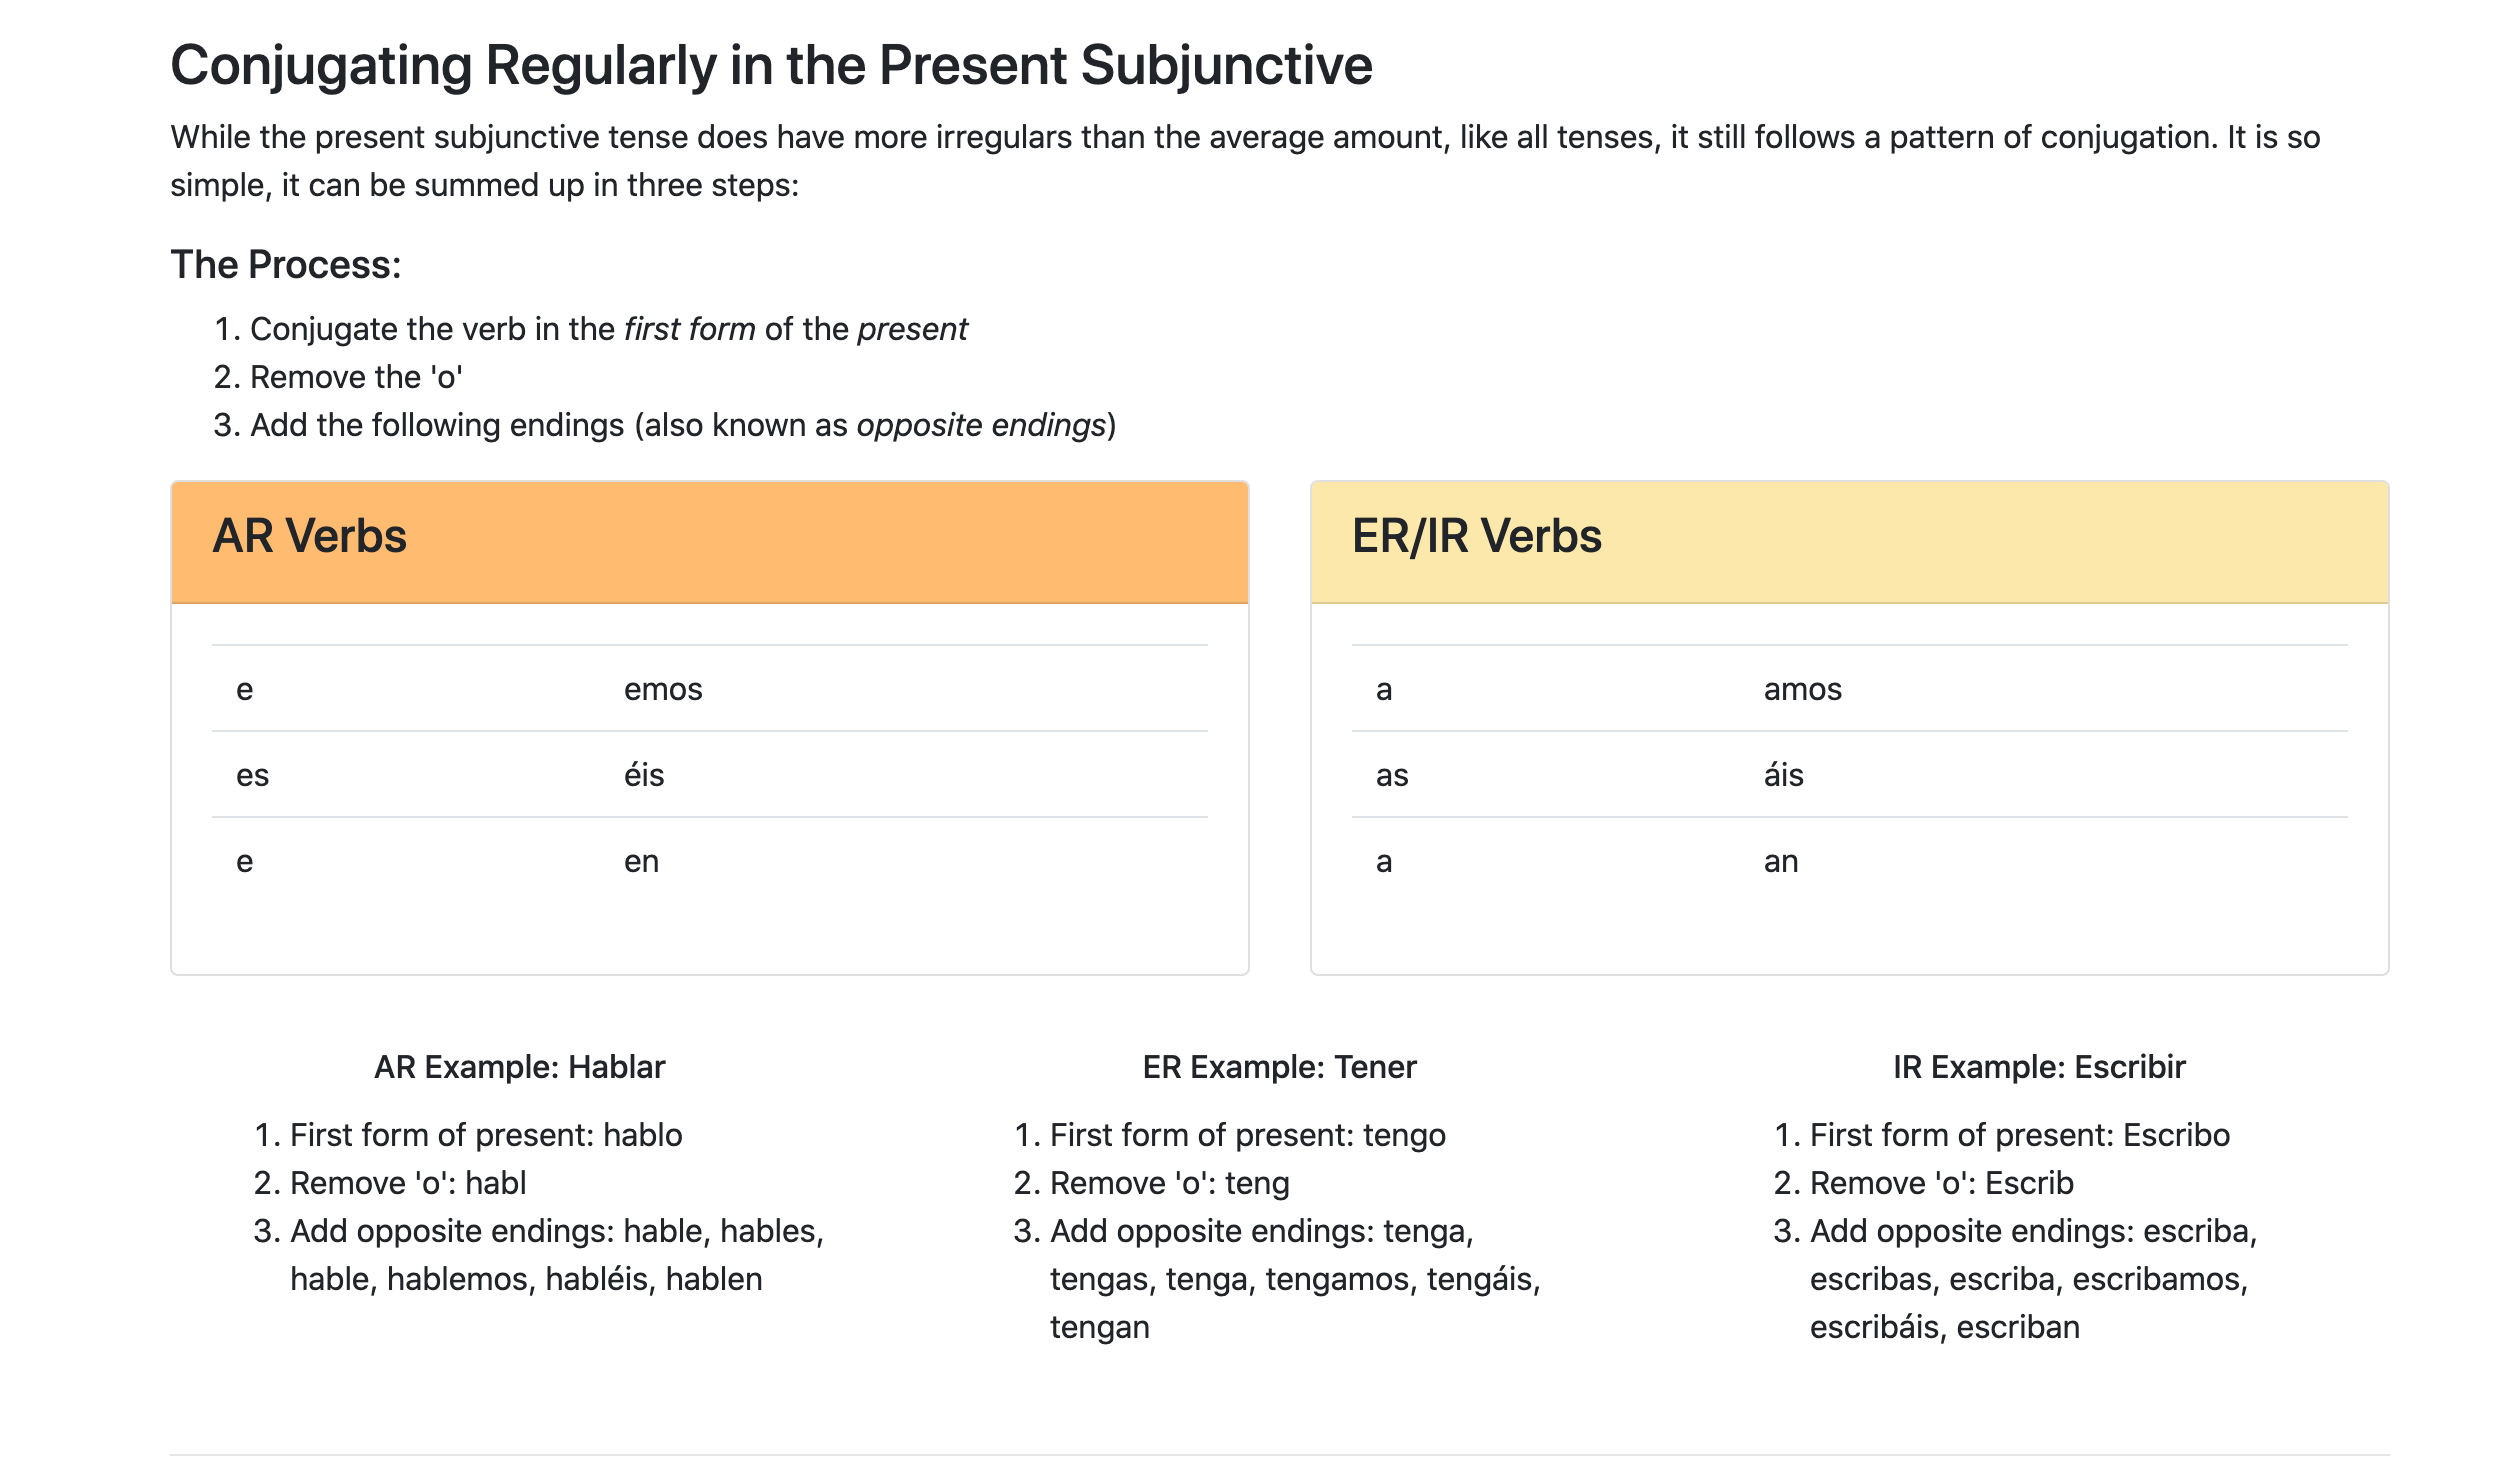 Conjugating Regularly in the Present Subjunctive
While the present subjunctive tense does have more irregulars than the average amount, like all tenses, it still follows a pattern of conjugation. It is so
simple, it can be summed up in three steps:
The Process:
1. Conjugate the verb in the first form of the present
2. Remove the 'o'
3. Add the following endings (also known as opposite endings)
AR Verbs
e emos
es éis
e en
ER/IR Verbs
a amos
as áis
a an
AR Example: Hablar
1. First form of present: hablo
2. Remove 'o': habl
3. Add opposite endings: hable, hables,
hable, hablemos, habléis, hablen
ER Example: Tener
1. First form of present: tengo
2. Remove 'o': teng
3. Add opposite endings: tenga,
tengas, tenga, tengamos, tengáis,
tengan
IR Example: Escribir
1. First form of present: Escribo
2. Remove 'o': Escrib
3. Add opposite endings: escriba,
escribas, escriba, escribamos,
escribáis, escriban